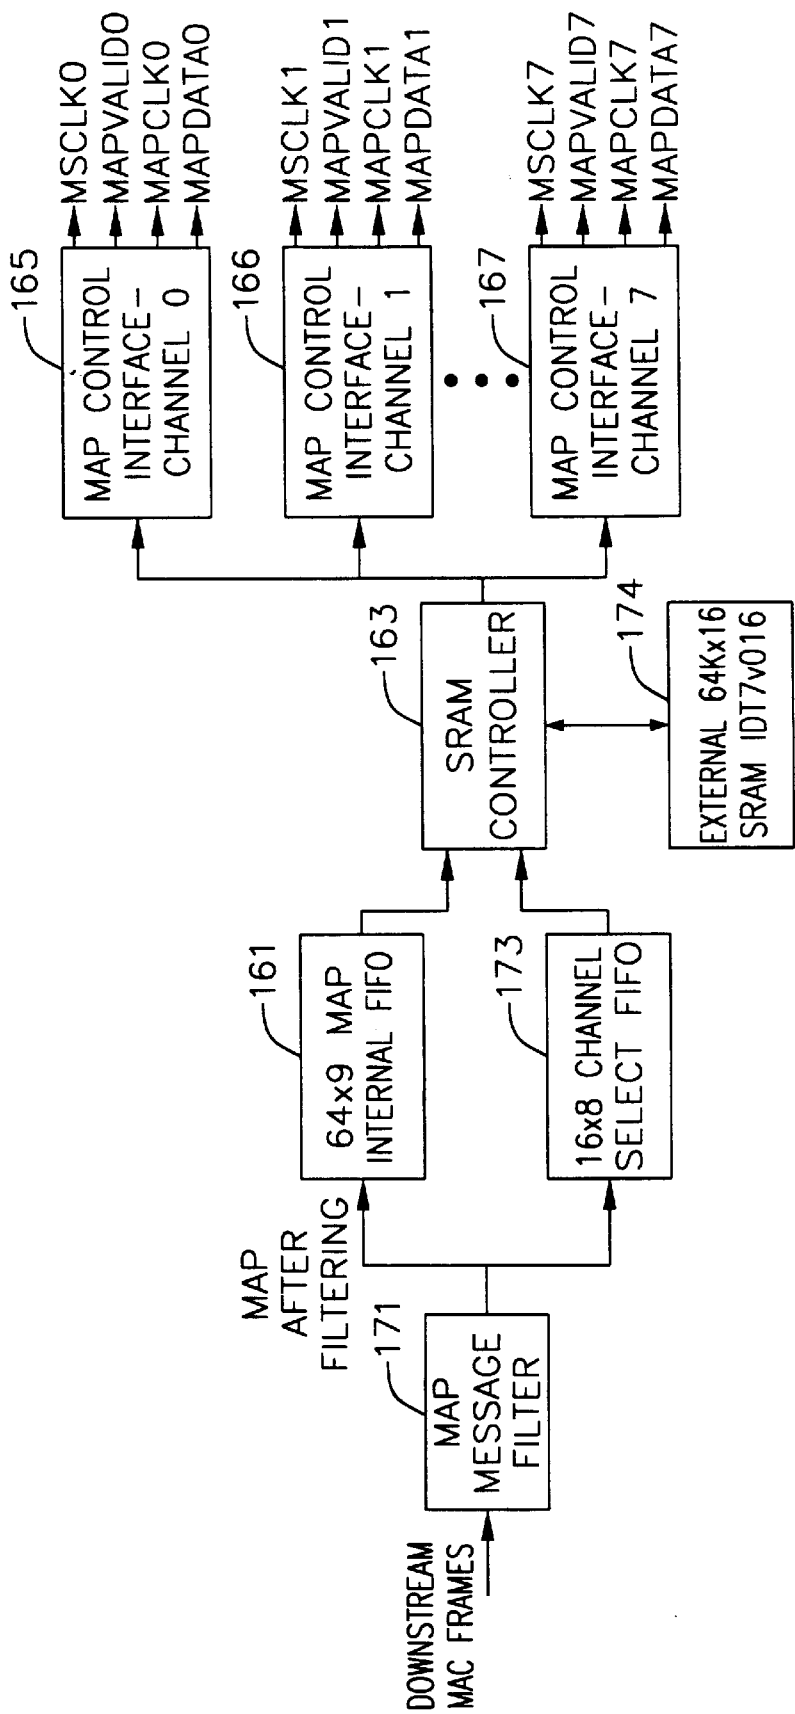 DOWNSTREAM
MAC FRAMES
171
MAP
MESSAGE
FILTER
MAP
AFTER
FILTERING
161
64x9 MAP
INTERNAL FIFO
173
16x8 CHANNEL
SELECT FIFO
163
SRAM
CONTROLLER
174
EXTERNAL 64Kx16
SRAM IDT7v016
165
MAP CONTROL
INTERFACE-
CHANNEL 0
MSCLK0
MAPVALID0
MAPCLK0
MAPDATA0
166
MAP CONTROL
INTERFACE-
CHANNEL 1
MSCLK1
MAPVALID1
MAPCLK1
MAPDATA1
167
MAP CONTROL
INTERFACE-
CHANNEL 7
MSCLK7
MAPVALID7
MAPCLK7
MAPDATA7